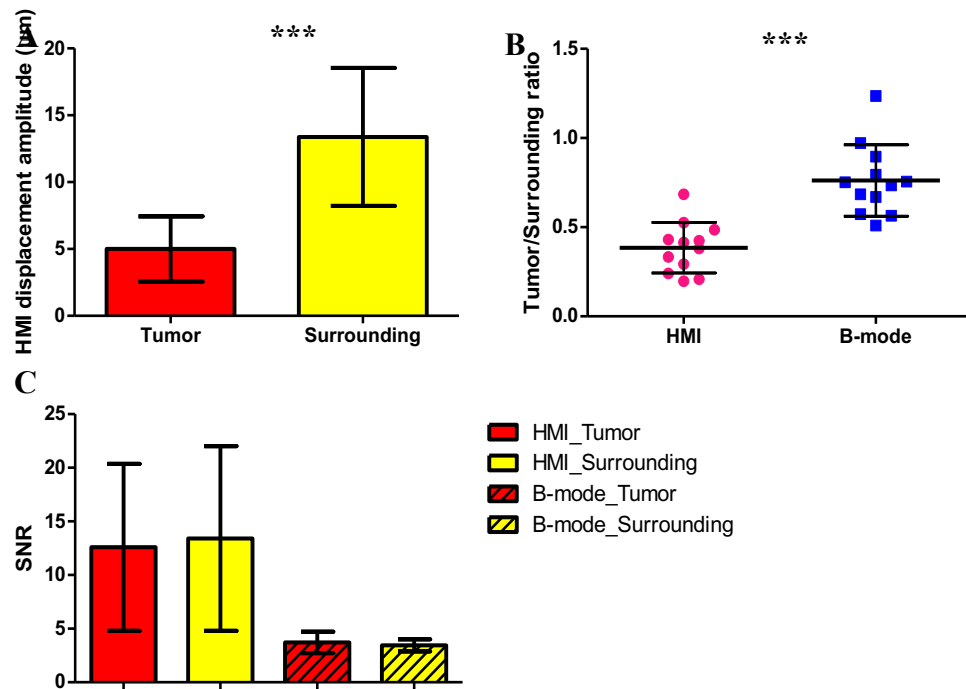 A
***
HMI displacement amplitude (μm)
20
15
10
5
0
Tumor
Surrounding
B
***
Tumor/Surrounding ratio
1.5
1.0
0.5
0.0
HMI
B-mode
C
SNR
25
20
15
10
5
0
HMI_Tumor
HMI_Surrounding
B-mode_Tumor
B-mode_Surrounding